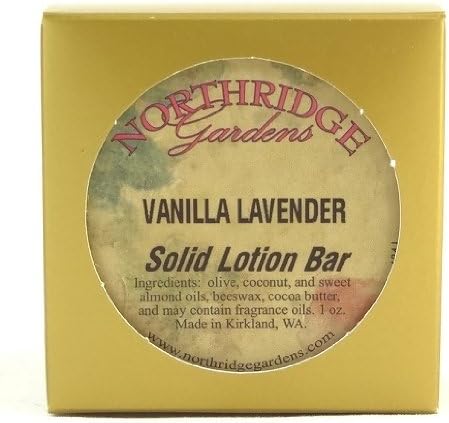 NORTHRIDGE
Gardens
VANILLA LAVENDER
Solid Lotion Bar
Ingredients: olive, coconut, and sweet
almond oils, beeswax, cocoa butter,
and may contain fragrance oils. 1 oz.
Made in Kirkland, WA.
www.northridgegardens.com